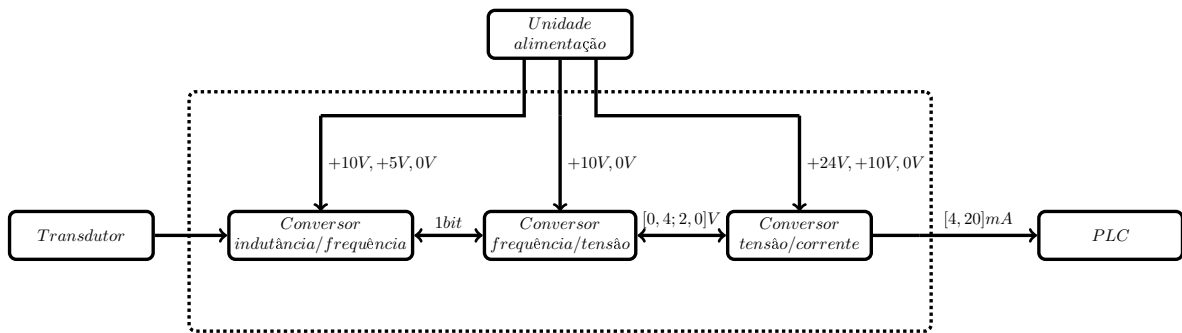 Unidade
alimentação
+10V, +5V, 0V
+10V, 0V
+24V, +10V, 0V
Transdutor
Conversor
indutância/frequência
1bit
Conversor
frequência/tensão
[0, 4; 2, 0]V
Conversor
tensão/corrente
[4, 20]mA
PLC